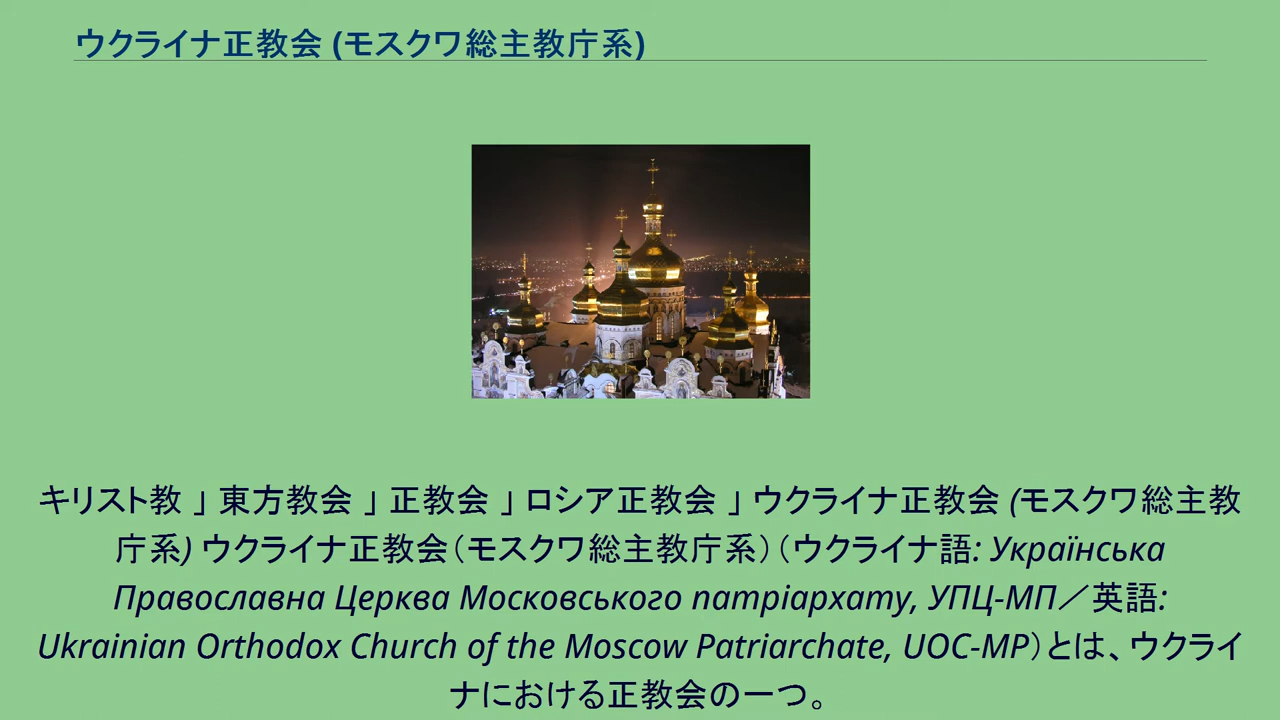 ウクライナ正教会 (モスクワ総主教庁系)
キリスト教 」 東方教会 」 正教会 」 ロシア正教会 」 ウクライナ正教会 (モスクワ総主教
庁系) ウクライナ正教会（モスクワ総主教庁系）（ウクライナ語: Українська
Православна Церква Московського патріархату, УПЦ-МП／英語:
Ukrainian Orthodox Church of the Moscow Patriarchate, UOC-MP）とは、ウクライ
ナにおける正教会の一つ。